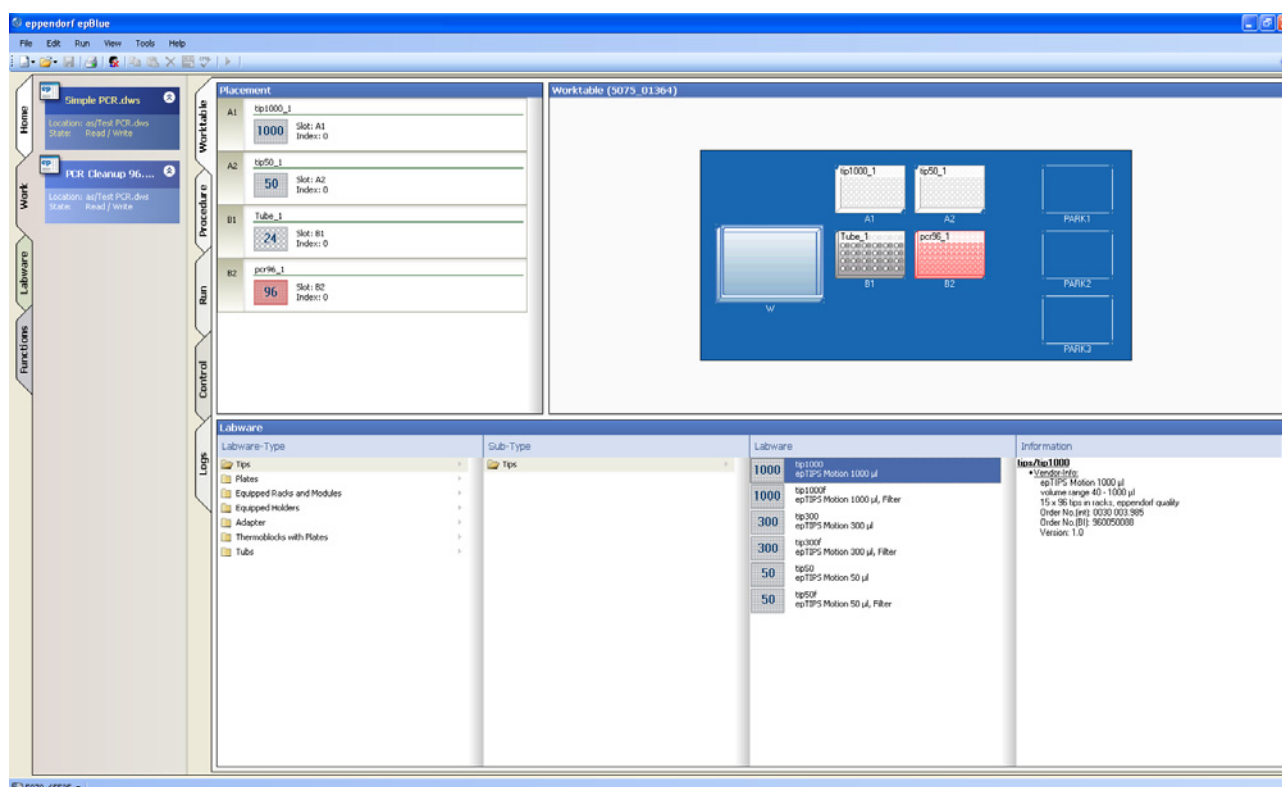 eppendorf epBlue
File Edit Run View Tools Help
Home
Work
Labware
Functions
Simple PCR.dws
Location: as/Test PCR.dws
State: Read / Write
PCR Cleanup 96....
Location: as/Test PCR.dws
State: Read / Write
Worktable
Procedure
Run
Control
Logs
Placement
A1 tip1000_1
1000 Slot: A1
Index: 0
A2 tip50_1
50 Slot: A2
Index: 0
B1 Tube_1
24 Slot: B1
Index: 0
B2 pcr96_1
96 Slot: B2
Index: 0
Worktable (5075_01364)
tip1000_1 tip50_1
A1 A2 PARK1
Tube_1 pcr96_1
B1 B2 PARK2
W
PARK3
Labware
Labware-Type
Tips
Plates
Equipped Racks and Modules
Equipped Holders
Adapter
Thermoblocks with Plates
Tubs
Sub-Type
Tips
Labware
1000 tip1000
epTIPS Motion 1000 µl
1000 tip1000f
epTIPS Motion 1000 µl, Filter
300 tip300
epTIPS Motion 300 µl
300 tip300f
epTIPS Motion 300 µl, Filter
50 tip50
epTIPS Motion 50 µl
50 tip50f
epTIPS Motion 50 µl, Filter
Information
tips/tip1000
Vendor-Info:
epTIPS Motion 1000 µl
volume range 40 - 1000 µl
15 x 96 tips in racks, eppendorf quality
Order No.(int): 0030 003.985
Order No.(BI): 960050088
Version: 1.0